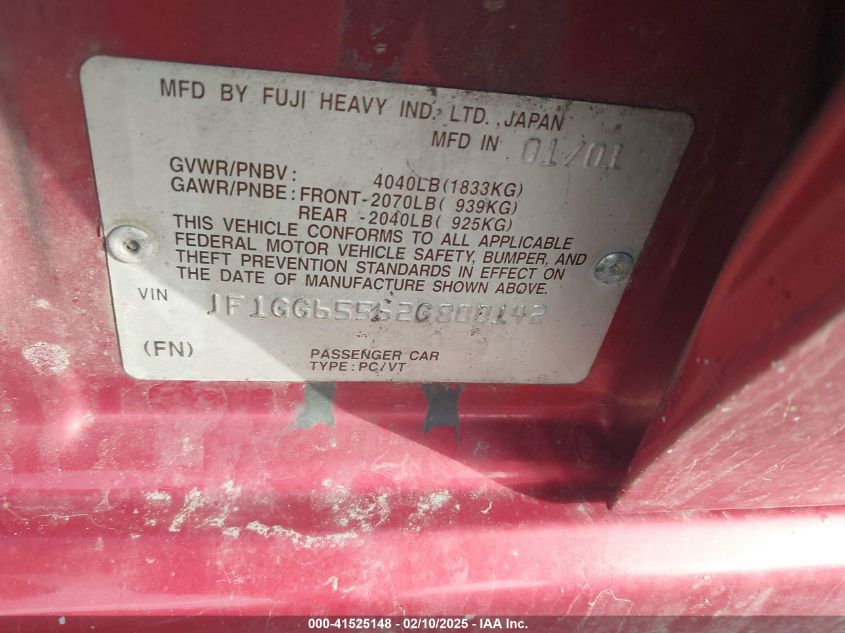 MFD BY FUJI HEAVY IND. LTD. ,JAPAN
MFD IN 01/01
GVWR/PNBV: 4040LB(1833KG)
GAWR/PNBE: FRONT-2070LB( 939KG)
REAR -2040LB( 925KG)
THIS VEHICLE CONFORMS TO ALL APPLICABLE
FEDERAL MOTOR VEHICLE SAFETY, BUMPER, AND
THEFT PREVENTION STANDARDS IN EFFECT ON
THE DATE OF MANUFACTURE SHOWN ABOVE.
VIN JF1GG65562G800142
(FN) PASSENGER CAR
TYPE:PC/VT
000-41525148 - 02/10/2025 - IAA Inc.